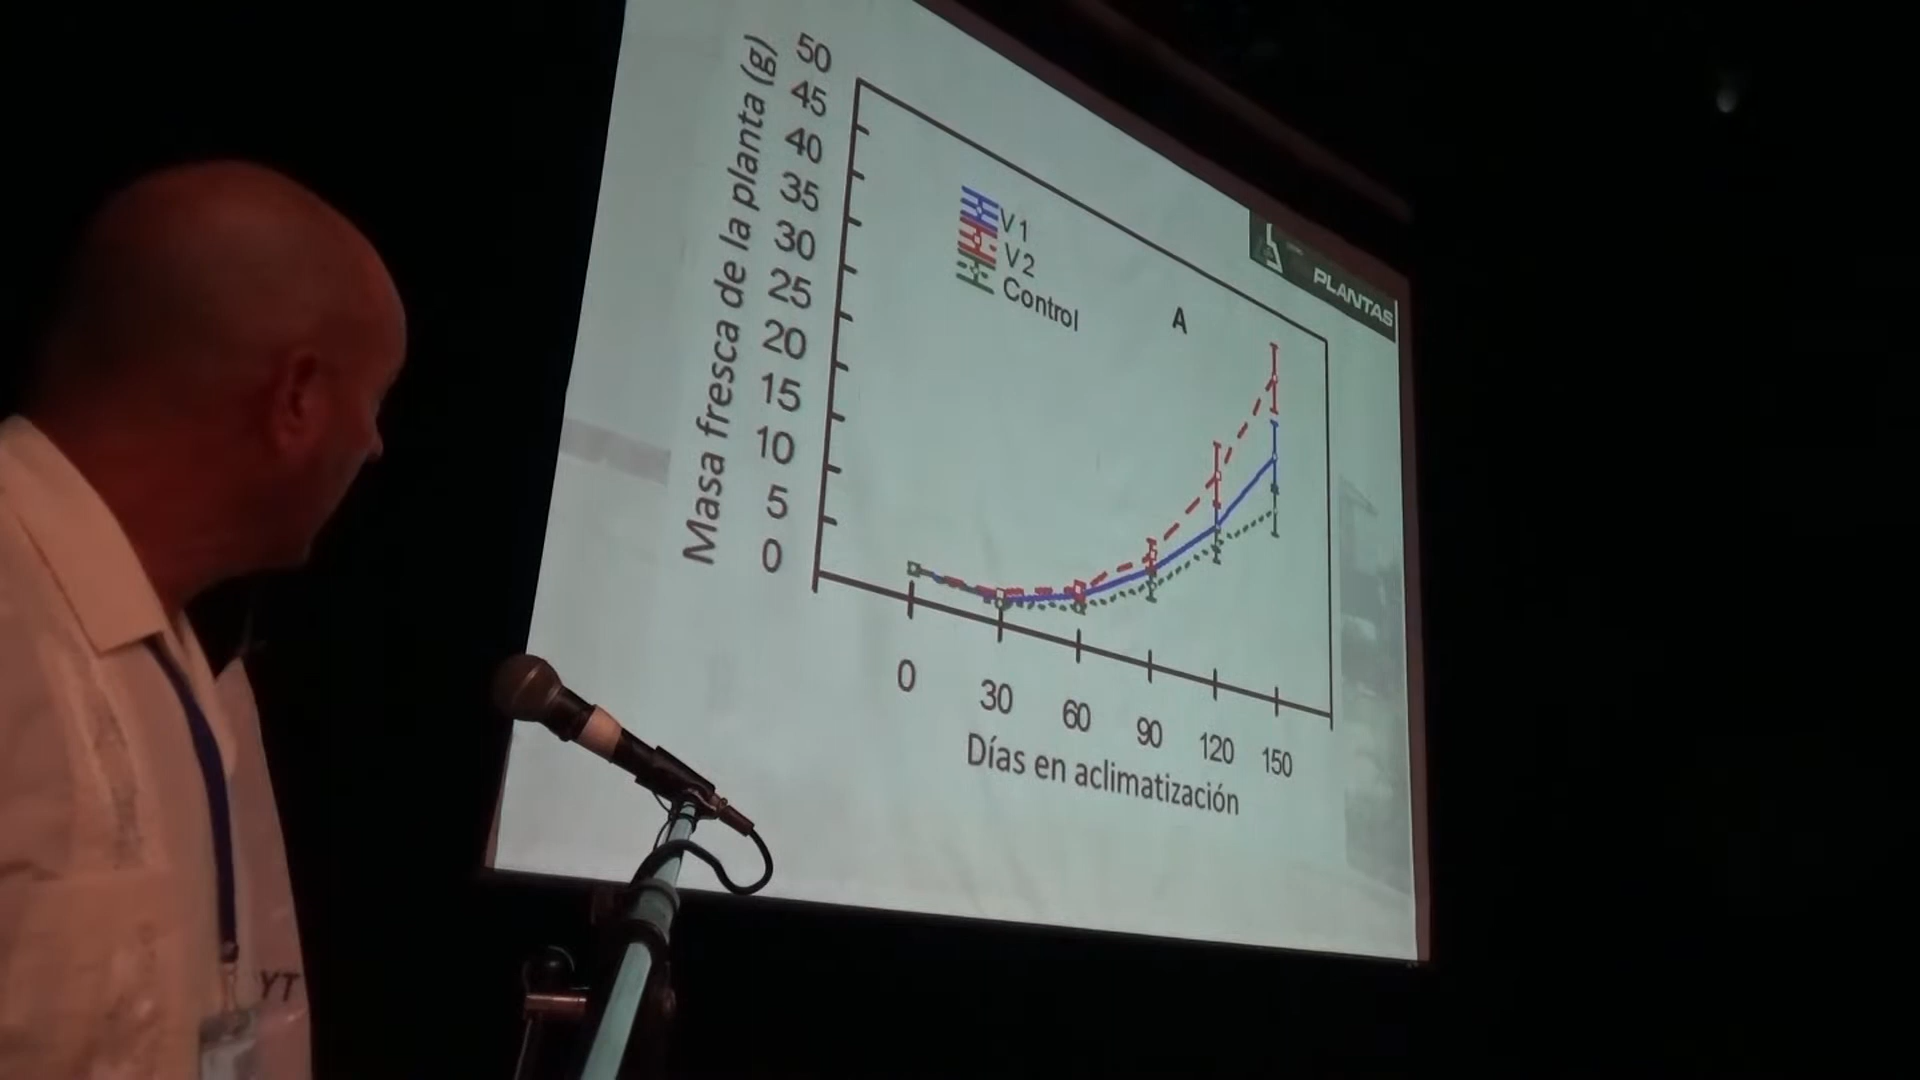 Masa fresca de la planta (g)
50
45
40
35
30
25
20
15
10
5
0
V1
V2
Control
A
PLANTAS
0 30 60 90 120 150
Días en aclimatización
YT